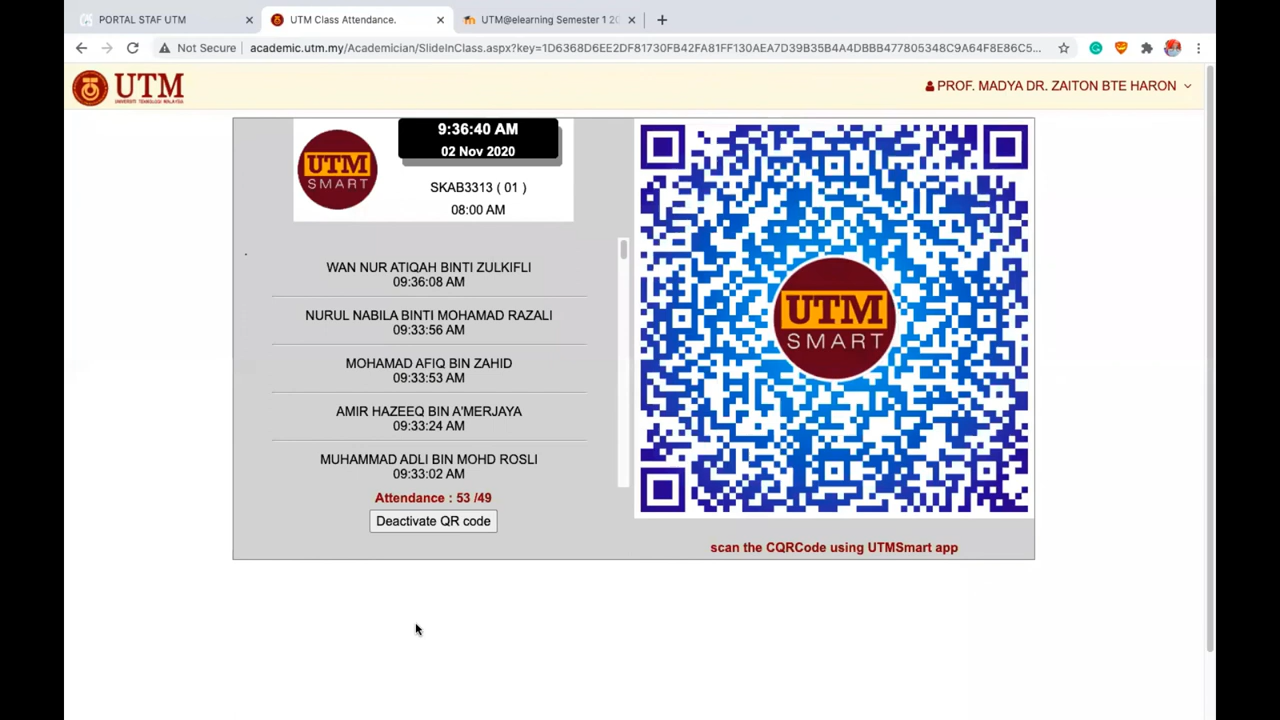 PORTAL STAF UTM
UTM Class Attendance.
UTM@elearning Semester 1 20
Not Secure
academic.utm.my/Academician/SlideInClass.aspx?key=1D6368D6EE2DF81730FB42FA81FF130AEA7D39B35B4A4DBBB477805348C9A64F8E86C5...
UTM
UNIVERSITI TEKNOLOGI MALAYSIA
PROF. MADYA DR. ZAITON BTE HARON
UTM
SMART
9:36:40 AM
02 Nov 2020
SKAB3313 ( 01 )
08:00 AM
WAN NUR ATIQAH BINTI ZULKIFLI
09:36:08 AM
NURUL NABILA BINTI MOHAMAD RAZALI
09:33:56 AM
MOHAMAD AFIQ BIN ZAHID
09:33:53 AM
AMIR HAZEEQ BIN A'MERJAYA
09:33:24 AM
MUHAMMAD ADLI BIN MOHD ROSLI
09:33:02 AM
Attendance : 53 /49
Deactivate QR code
UTM
SMART
scan the CQRCode using UTMSmart app